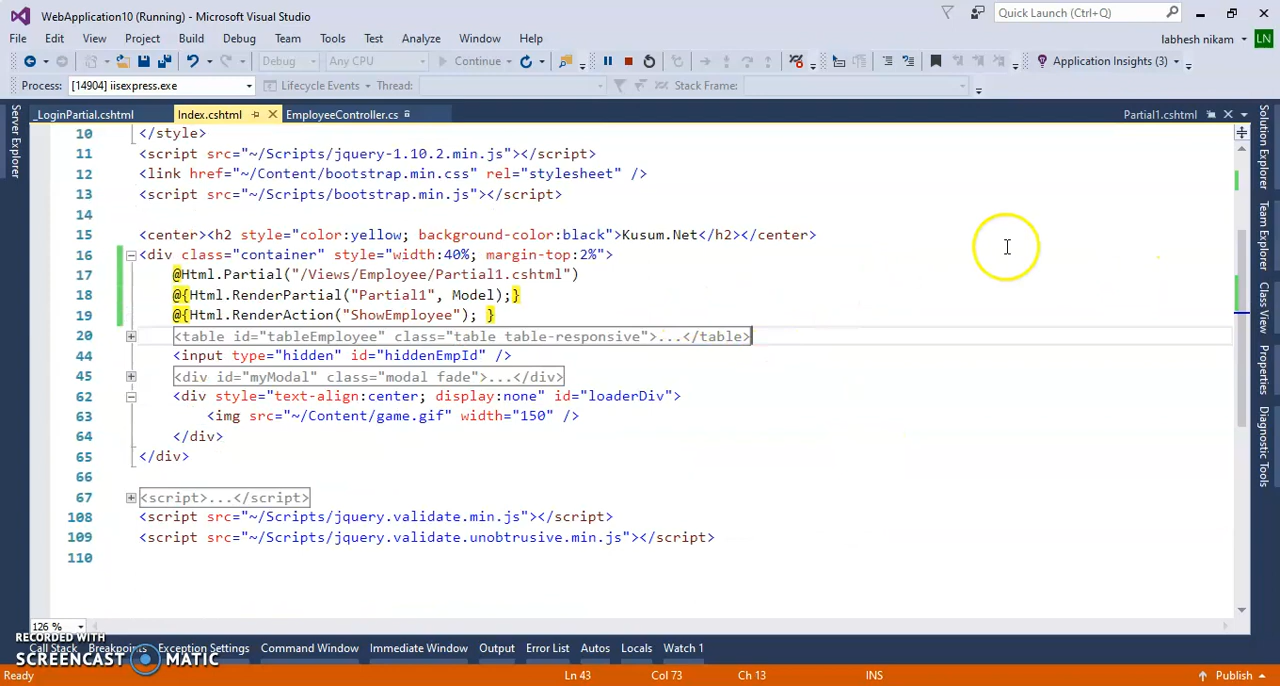 WebApplication10 (Running) - Microsoft Visual Studio
Quick Launch (Ctrl+Q)
File Edit View Project Build Debug Team Tools Test Analyze Window Help
labhesh nikam LN
Debug Any CPU Continue Application Insights (3)
Process: [14904] iisexpress.exe Lifecycle Events Thread: Stack Frame:
_LoginPartial.cshtml Index.cshtml EmployeeController.cs Partial1.cshtml
Server Explorer
Solution Explorer
Team Explorer
Class View
Properties
Diagnostic Tools
10 </style>
11 <script src="~/Scripts/jquery-1.10.2.min.js"></script>
12 <link href="~/Content/bootstrap.min.css" rel="stylesheet" />
13 <script src="~/Scripts/bootstrap.min.js"></script>
14
15 <center><h2 style="color:yellow; background-color:black">Kusum.Net</h2></center>
16 <div class="container" style="width:40%; margin-top:2%">
17 @Html.Partial("/Views/Employee/Partial1.cshtml")
18 @{Html.RenderPartial("Partial1", Model);}
19 @{Html.RenderAction("ShowEmployee"); }
20 <table id="tableEmployee" class="table table-responsive">...</table>
44 <input type="hidden" id="hiddenEmpId" />
45 <div id="myModal" class="modal fade">...</div>
62 <div style="text-align:center; display:none" id="loaderDiv">
63 <img src="~/Content/game.gif" width="150" />
64 </div>
65 </div>
66
67 <script>...</script>
108 <script src="~/Scripts/jquery.validate.min.js"></script>
109 <script src="~/Scripts/jquery.validate.unobtrusive.min.js"></script>
110
126 %
RECORDED WITH
SCREENCAST MATIC
Call Stack Breakpoints Exception Settings Command Window Immediate Window Output Error List Autos Locals Watch 1
Ready Ln 43 Col 73 Ch 13 INS Publish